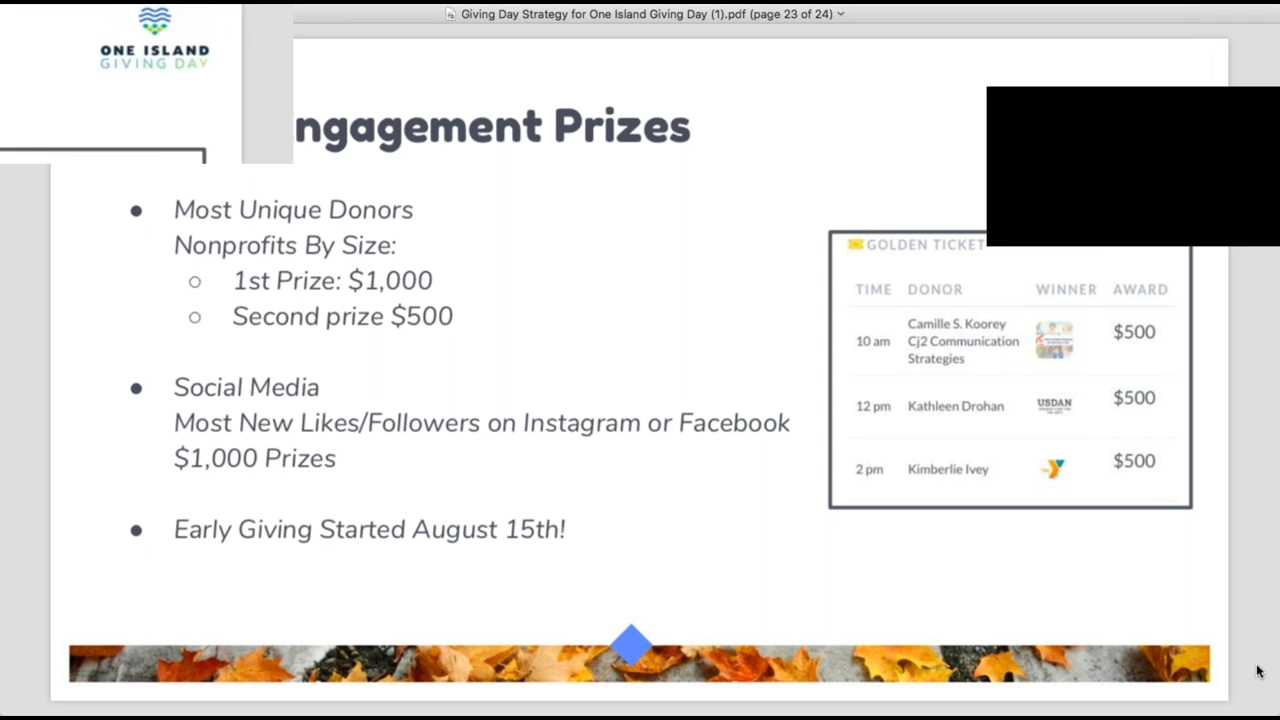 Giving Day Strategy for One Island Giving Day (1).pdf (page 23 of 24)
ONE ISLAND
GIVING DAY
ngagement Prizes
● Most Unique Donors
Nonprofits By Size:
○ 1st Prize: $1,000
○ Second prize $500
● Social Media
Most New Likes/Followers on Instagram or Facebook
$1,000 Prizes
● Early Giving Started August 15th!
GOLDEN TICKET
TIME DONOR WINNER AWARD
10 am Camille S. Koorey Cj2 Communication Strategies $500
12 pm Kathleen Drohan USDAN $500
2 pm Kimberlie Ivey $500